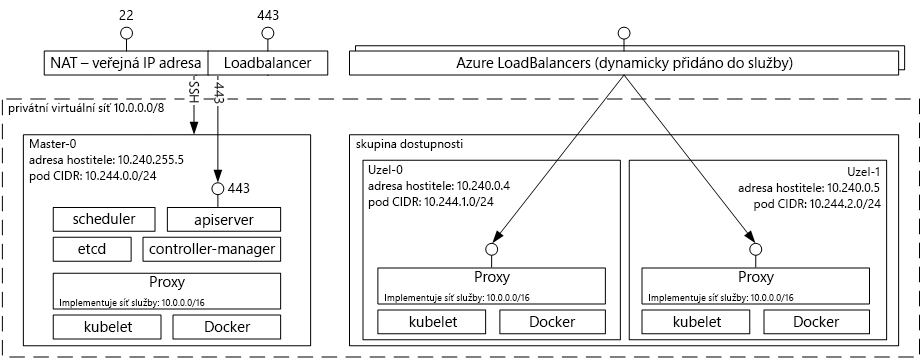 22
443
NAT – veřejná IP adresa
Loadbalancer
Azure LoadBalancers (dynamicky přidáno do služby)
SSH
443
privátní virtuální síť 10.0.0.0/8
Master-0
adresa hostitele: 10.240.255.5
pod CIDR: 10.244.0.0/24
443
scheduler
apiserver
etcd
controller-manager
Proxy
Implementuje síť služby: 10.0.0.0/16
kubelet
Docker
skupina dostupnosti
Uzel-0
adresa hostitele: 10.240.0.4
pod CIDR: 10.244.1.0/24
Proxy
Implementuje síť služby: 10.0.0.0/16
kubelet
Docker
Uzel-1
adresa hostitele: 10.240.0.5
pod CIDR: 10.244.2.0/24
Proxy
Implementuje síť služby: 10.0.0.0/16
kubelet
Docker